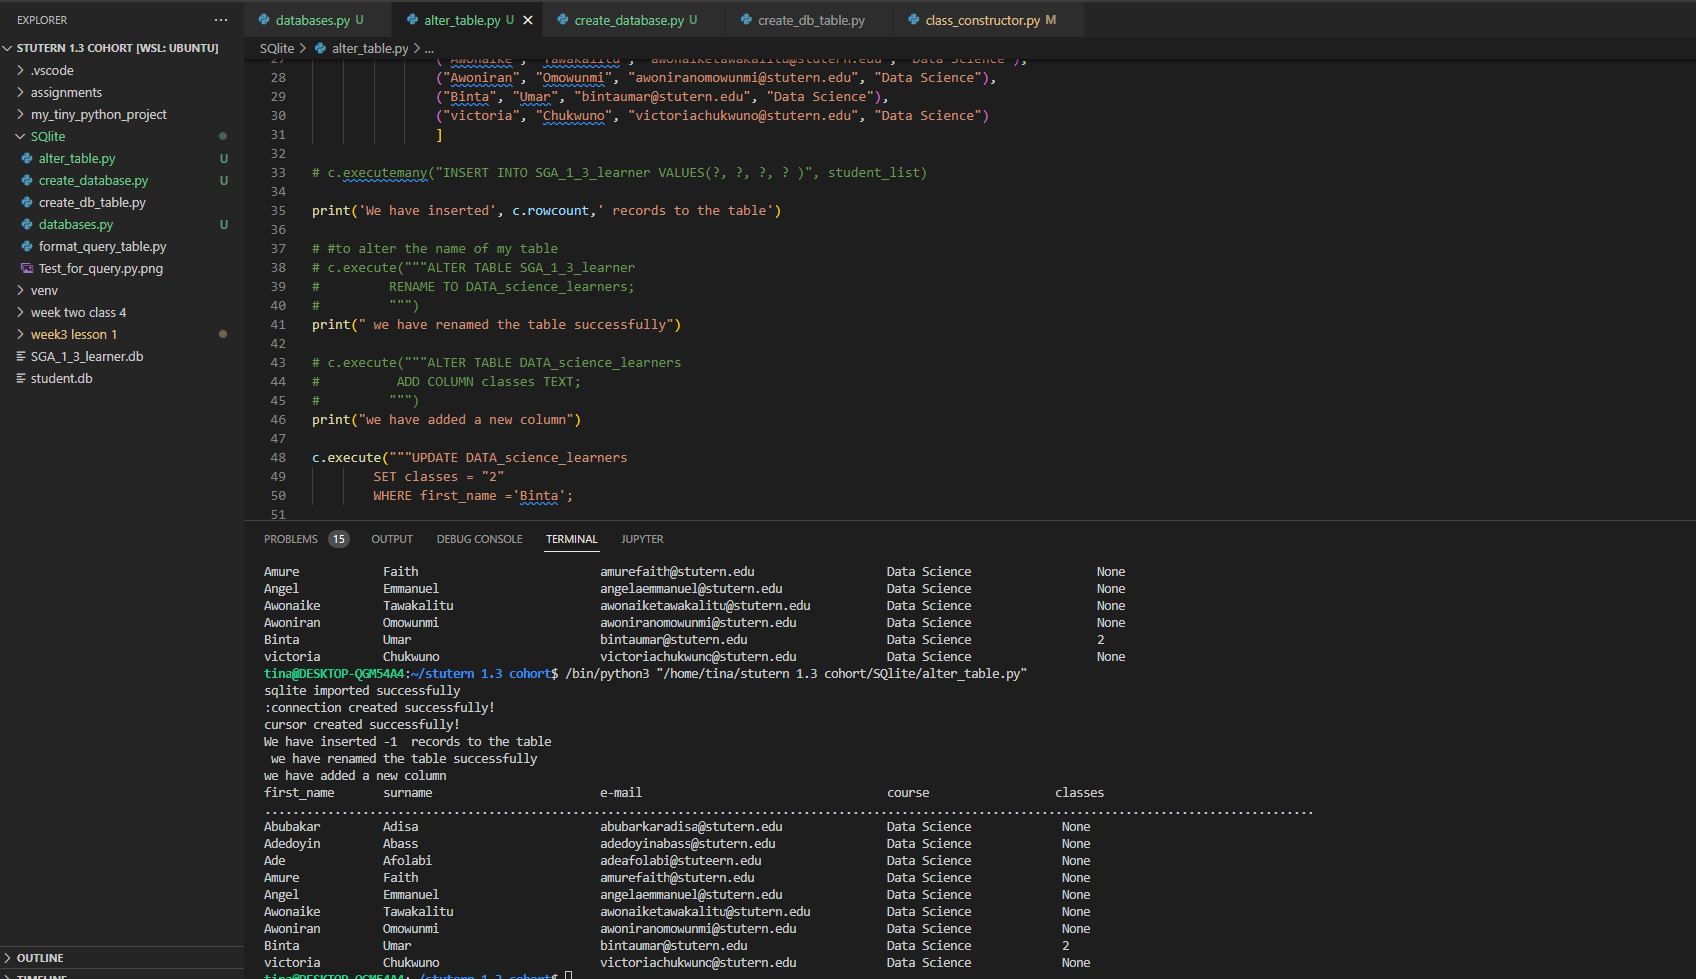 EXPLORER
STUTERN 1.3 COHORT [WSL: UBUNTU]
.vscode
assignments
my_tiny_python_project
SQlite
alter_table.py U
create_database.py U
create_db_table.py
databases.py U
format_query_table.py
Test_for_query.py.png
venv
week two class 4
week3 lesson 1
SGA_1_3_learner.db
student.db
OUTLINE
TIMELINE
databases.py U
alter_table.py U
create_database.py U
create_db_table.py
class_constructor.py M
SQlite > alter_table.py > ...
27 ("Awonaike", "Tawakalitu", "awonaiketawakalitu@stutern.edu", "Data Science"),
28 ("Awoniran", "Omowunmi", "awoniranomowunmi@stutern.edu", "Data Science"),
29 ("Binta", "Umar", "bintaumar@stutern.edu", "Data Science"),
30 ("victoria", "Chukwuno", "victoriachukwuno@stutern.edu", "Data Science")
31 ]
32
33 # c.executemany("INSERT INTO SGA_1_3_learner VALUES(?, ?, ?, ? )", student_list)
34
35 print('We have inserted', c.rowcount,' records to the table')
36
37 # #to alter the name of my table
38 # c.execute("""ALTER TABLE SGA_1_3_learner
39 # RENAME TO DATA_science_learners;
40 # """)
41 print(" we have renamed the table successfully")
42
43 # c.execute("""ALTER TABLE DATA_science_learners
44 # ADD COLUMN classes TEXT;
45 # """)
46 print("we have added a new column")
47
48 c.execute("""UPDATE DATA_science_learners
49 SET classes = "2"
50 WHERE first_name ='Binta';
51
PROBLEMS 15 OUTPUT DEBUG CONSOLE TERMINAL JUPYTER
Amure Faith amurefaith@stutern.edu Data Science None
Angel Emmanuel angelaemmanuel@stutern.edu Data Science None
Awonaike Tawakalitu awonaiketawakalitu@stutern.edu Data Science None
Awoniran Omowunmi awoniranomowunmi@stutern.edu Data Science None
Binta Umar bintaumar@stutern.edu Data Science 2
victoria Chukwuno victoriachukwuno@stutern.edu Data Science None
tina@DESKTOP-QGM54A4:~/stutern 1.3 cohort$ /bin/python3 "/home/tina/stutern 1.3 cohort/SQlite/alter_table.py"
sqlite imported successfully
:connection created successfully!
cursor created successfully!
We have inserted -1  records to the table
 we have renamed the table successfully
we have added a new column
first_name surname e-mail course classes
......................................................................................................................................................
Abubakar Adisa abubarkaradisa@stutern.edu Data Science None
Adedoyin Abass adedoyinabass@stutern.edu Data Science None
Ade Afolabi adeafolabi@stuteern.edu Data Science None
Amure Faith amurefaith@stutern.edu Data Science None
Angel Emmanuel angelaemmanuel@stutern.edu Data Science None
Awonaike Tawakalitu awonaiketawakalitu@stutern.edu Data Science None
Awoniran Omowunmi awoniranomowunmi@stutern.edu Data Science None
Binta Umar bintaumar@stutern.edu Data Science 2
victoria Chukwuno victoriachukwuno@stutern.edu Data Science None
tina@DESKTOP-QGM54A4:~/stutern 1.3 cohort$